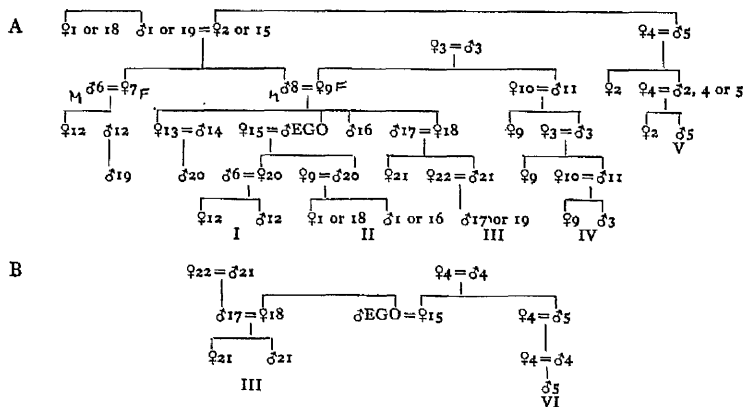 A ♀1 or 18 ♂1 or 19=♀2 or 15 ♀4=♂5
♀3=♂3
M ♂6=♀7 F M ♂8=♀9 F ♀10=♂11 ♀2 ♀4=♂2, 4 or 5
♀12 ♂12 ♀13=♂14 ♀15=♂EGO ♂16 ♂17=♀18 ♀9 ♀3=♂3 ♀2 ♂5
V
♂19 ♂20 ♂6=♀20 ♀9=♂20 ♀21 ♀22=♂21 ♀9 ♀10=♂11
♀12 ♂12 ♀1 or 18 ♂1 or 16 ♂17 or 19 ♀9 ♂3
I II III IV
B ♀22=♂21 ♀4=♂4
♂17=♀18 ♂EGO=♀15 ♀4=♂5
♀21 ♂21 ♀4=♂4
III ♂5
VI